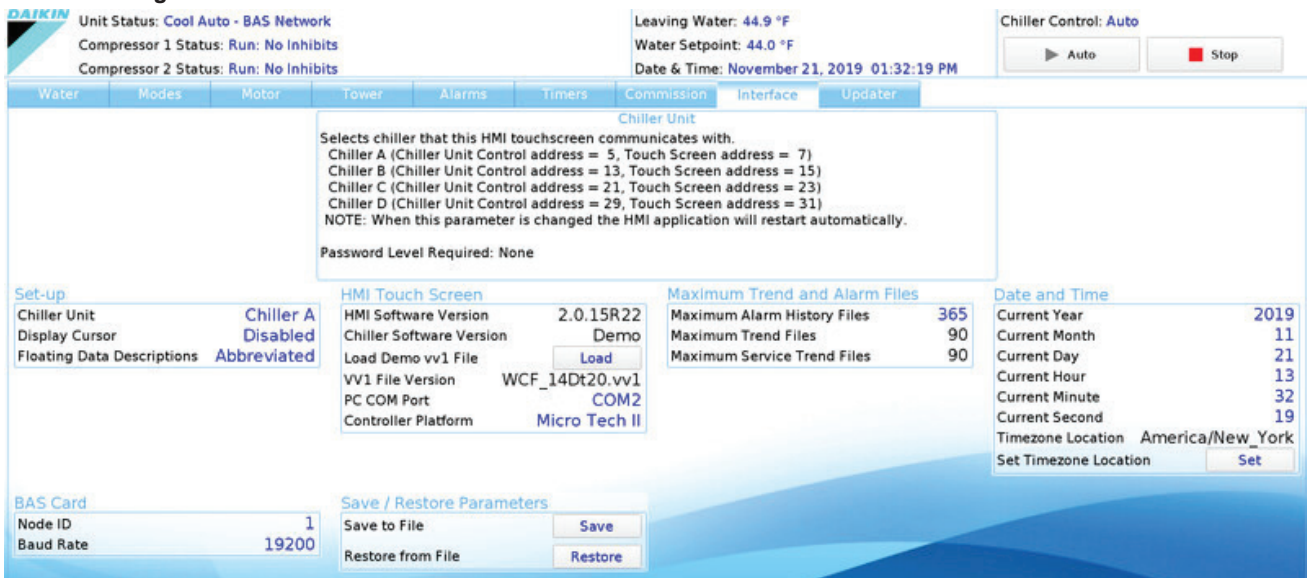 DAIKIN
Unit Status: Cool Auto - BAS Network
Compressor 1 Status: Run: No Inhibits
Compressor 2 Status: Run: No Inhibits
Leaving Water: 44.9 °F
Water Setpoint: 44.0 °F
Date & Time: November 21, 2019 01:32:19 PM
Chiller Control: Auto
Auto Stop
Water Modes Motor Tower Alarms Timers Commission Interface Updater
Chiller Unit
Selects chiller that this HMI touchscreen communicates with.
Chiller A (Chiller Unit Control address = 5, Touch Screen address = 7)
Chiller B (Chiller Unit Control address = 13, Touch Screen address = 15)
Chiller C (Chiller Unit Control address = 21, Touch Screen address = 23)
Chiller D (Chiller Unit Control address = 29, Touch Screen address = 31)
NOTE: When this parameter is changed the HMI application will restart automatically.
Password Level Required: None
Set-up
Chiller Unit Chiller A
Display Cursor Disabled
Floating Data Descriptions Abbreviated
HMI Touch Screen
HMI Software Version 2.0.15R22
Chiller Software Version Demo
Load Demo vv1 File Load
VV1 File Version WCF_14Dt20.vv1
PC COM Port COM2
Controller Platform Micro Tech II
Maximum Trend and Alarm Files
Maximum Alarm History Files 365
Maximum Trend Files 90
Maximum Service Trend Files 90
Date and Time
Current Year 2019
Current Month 11
Current Day 21
Current Hour 13
Current Minute 32
Current Second 19
Timezone Location America/New_York
Set Timezone Location Set
BAS Card
Node ID 1
Baud Rate 19200
Save / Restore Parameters
Save to File Save
Restore from File Restore